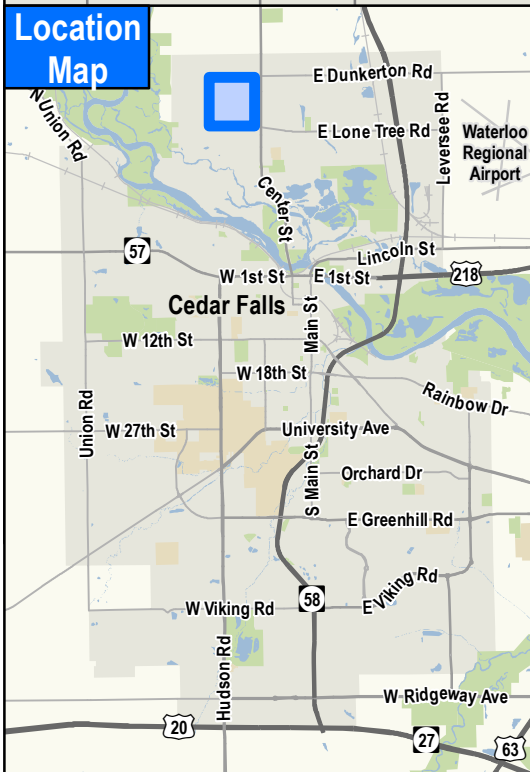 Location
Map
E Dunkerton Rd
N Union Rd
E Lone Tree Rd
Leversee Rd
Waterloo
Regional
Airport
Center St
57
Lincoln St
W 1st St
E 1st St
218
Cedar Falls
Main St
W 12th St
W 18th St
Rainbow Dr
Union Rd
W 27th St
University Ave
S Main St
Orchard Dr
E Greenhill Rd
W Viking Rd
58
E Viking Rd
Hudson Rd
W Ridgeway Ave
20
27
63